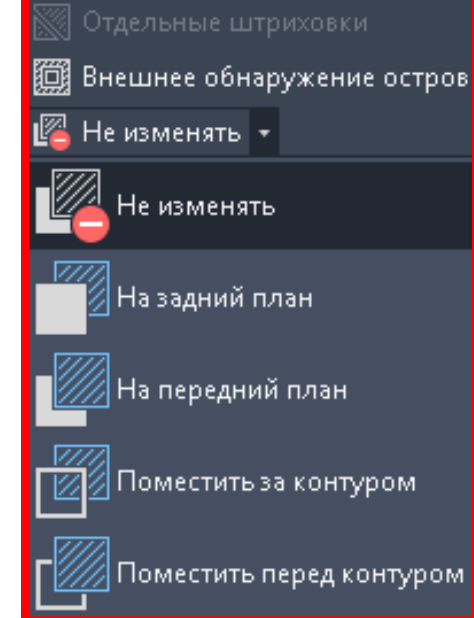 Отдельные штриховки
Внешнее обнаружение остров
Не изменять
Не изменять
На задний план
На передний план
Поместить за контуром
Поместить перед контуром